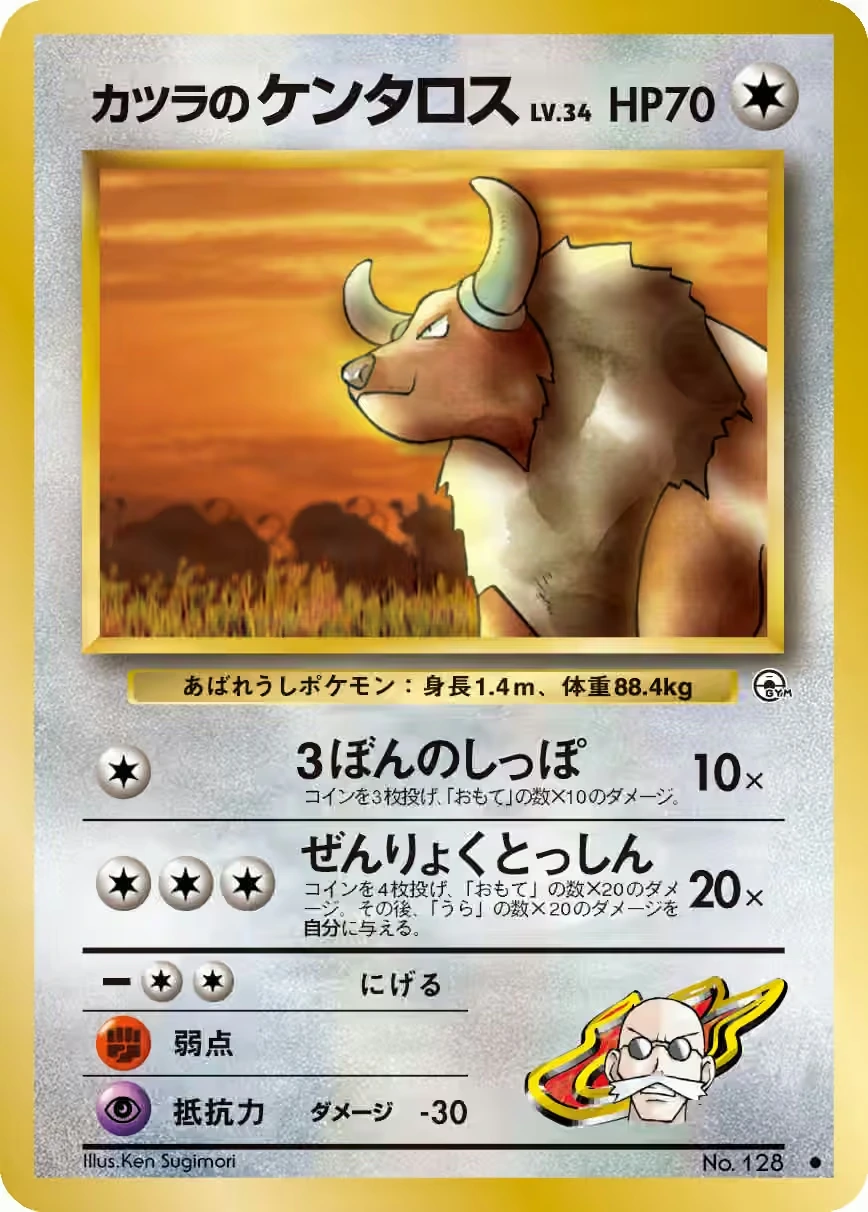 カツラの ケンタロス LV.34 HP70
あばれうしポケモン：身長1.4m、体重88.4kg
GYM
3ぼんのしっぽ 10×
コインを3枚投げ、「おもて」の数×10のダメージ。
ぜんりょくとっしん 20×
コインを4枚投げ、「おもて」の数×20のダメ
ージ。その後、「うら」の数×20のダメージを
自分に与える。
にげる
弱点
抵抗力 ダメージ -30
Illus.Ken Sugimori No. 128